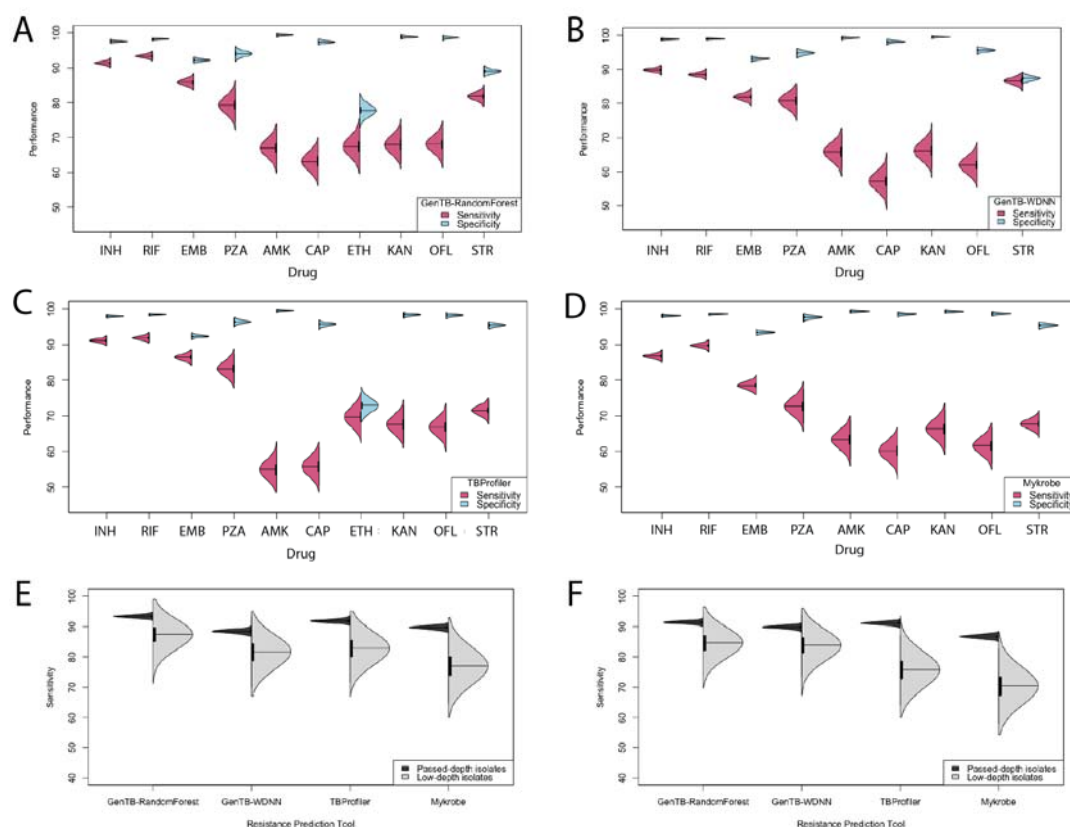 A
Performance
100
90
80
70
60
50
GenTB-RandomForest
Sensitivity
Specificity
INH RIF EMB PZA AMK CAP ETH KAN OFL STR
Drug
B
Performance
100
90
80
70
60
50
GenTB-WDNN
Sensitivity
Specificity
INH RIF EMB PZA AMK CAP KAN OFL STR
Drug
C
Performance
100
90
80
70
60
50
TBProfiler
Sensitivity
Specificity
INH RIF EMB PZA AMK CAP ETH KAN OFL STR
Drug
D
Performance
100
90
80
70
60
50
Mykrobe
Sensitivity
Specificity
INH RIF EMB PZA AMK CAP KAN OFL STR
Drug
E
Sensitivity
100
90
80
70
60
50
40
Passed-depth isolates
Low-depth isolates
GenTB-RandomForest GenTB-WDNN TBProfiler Mykrobe
Resistance Prediction Tool
F
Sensitivity
100
90
80
70
60
50
40
Passed-depth isolates
Low-depth isolates
GenTB-RandomForest GenTB-WDNN TBProfiler Mykrobe
Resistance Prediction Tool